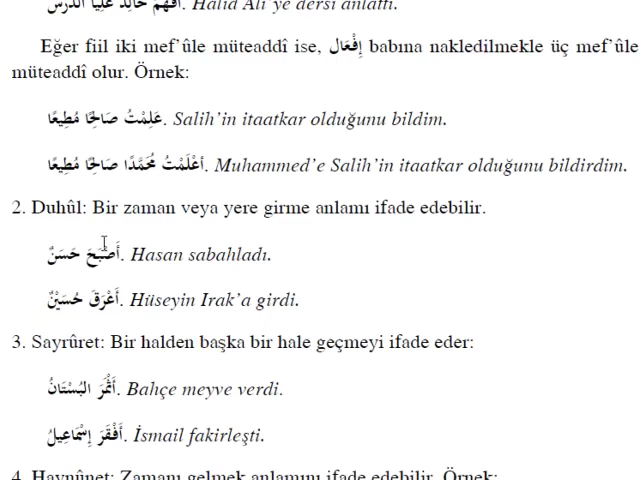 أَفْهَمَ خَالِدٌ عَلِيًّا الدَّرْسَ. Halid Ali'ye dersi anlattı.
Eğer fiil iki mef'ûle müteaddî ise, إِفْعَال babına nakledilmekle üç mef'ûle
müteaddî olur. Örnek:
عَلِمْتُ صَالِحًا مُطِيعًا. Salih'in itaatkar olduğunu bildim.
أَعْلَمْتُ مُحَمَّدًا صَالِحًا مُطِيعًا. Muhammed'e Salih'in itaatkar olduğunu bildirdim.
2. Duhûl: Bir zaman veya yere girme anlamı ifade edebilir.
أَصْبَحَ حَسَنٌ. Hasan sabahladı.
أَعْرَقَ حُسَيْنٌ. Hüseyin Irak'a girdi.
3. Sayrûret: Bir halden başka bir hale geçmeyi ifade eder:
أَثْمَرَ البُسْتَانُ. Bahçe meyve verdi.
أَفْقَرَ إِسْمَاعِيلُ. İsmail fakirleşti.
4. Haynûnet: Zamanı gelmek anlamını ifade edebilir. Örnek: